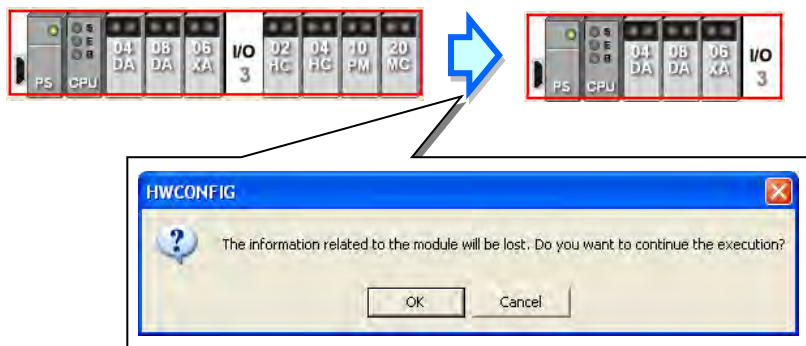 PS CPU S E B 04 DA 08 DA 06 XA I/O 3 02 HC 04 HC 10 PM 20 MC
PS CPU S E B 04 DA 08 DA 06 XA I/O 3
HWCONFIG
The information related to the module will be lost. Do you want to continue the execution?
OK Cancel